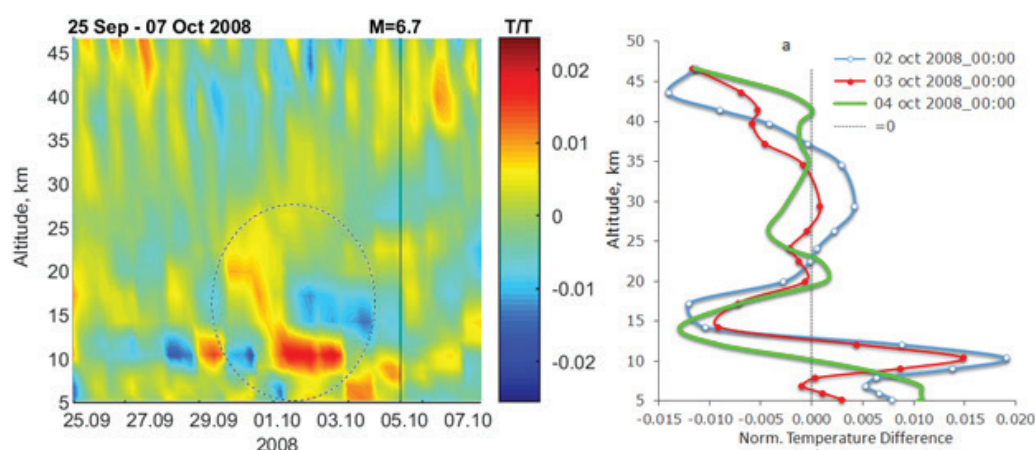 25 Sep - 07 Oct 2008 M=6.7 T/T
Altitude, km
45
40
35
30
25
20
15
10
5
25.09 27.09 29.09 01.10 03.10 05.10 07.10
2008
0.02
0.01
0
-0.01
-0.02
a
02 oct 2008_00:00
03 oct 2008_00:00
04 oct 2008_00:00
=0
Altitude, km
50
45
40
35
30
25
20
15
10
5
-0.015 -0.010 -0.005 0.000 0.005 0.010 0.015 0.020
Norm. Temperature Difference